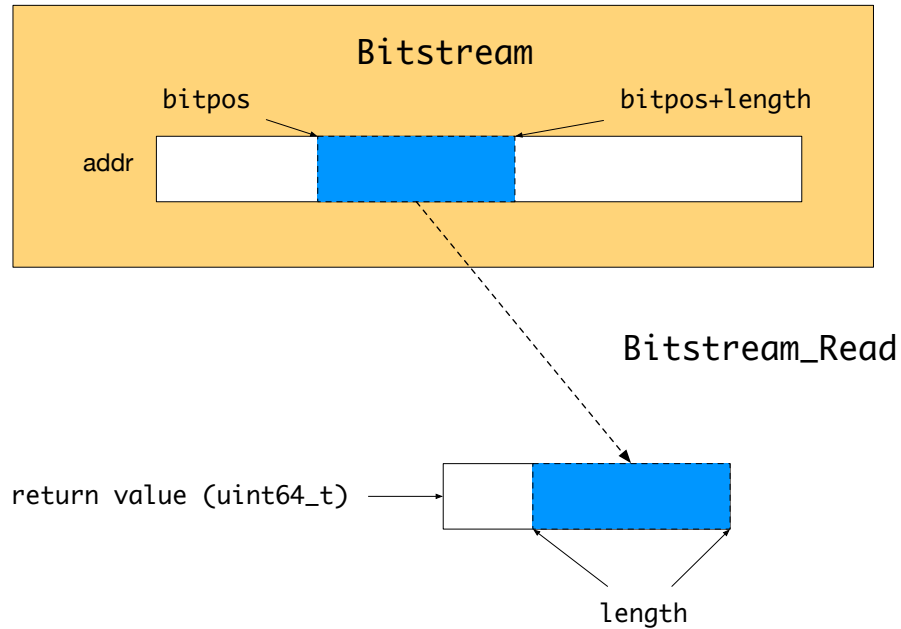 Bitstream
bitpos
bitpos+length
addr
Bitstream_Read
return value (uint64_t)
length